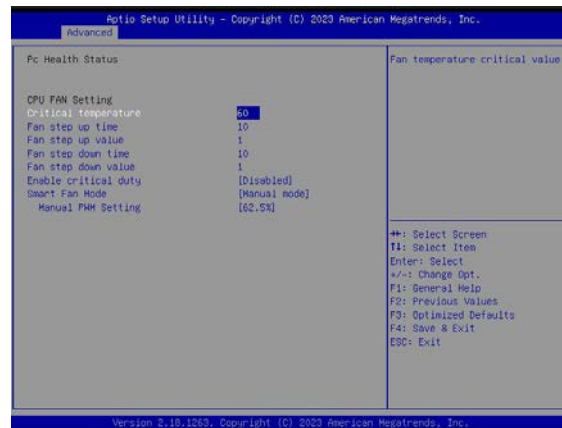 Aptio Setup Utility - Copyright (C) 2023 American Megatrends, Inc.
Advanced
Pc Health Status
CPU FAN Setting
Critical temperature 60
Fan step up time 10
Fan step up value 1
Fan step down time 10
Fan step down value 1
Enable critical duty [Disabled]
Smart Fan Mode [Manual mode]
Manual PWM Setting [62.5%]
Fan temperature critical value
→←: Select Screen
↑↓: Select Item
Enter: Select
+/-: Change Opt.
F1: General Help
F2: Previous Values
F3: Optimized Defaults
F4: Save & Exit
ESC: Exit
Version 2.18.1263. Copyright (C) 2023 American Megatrends, Inc.